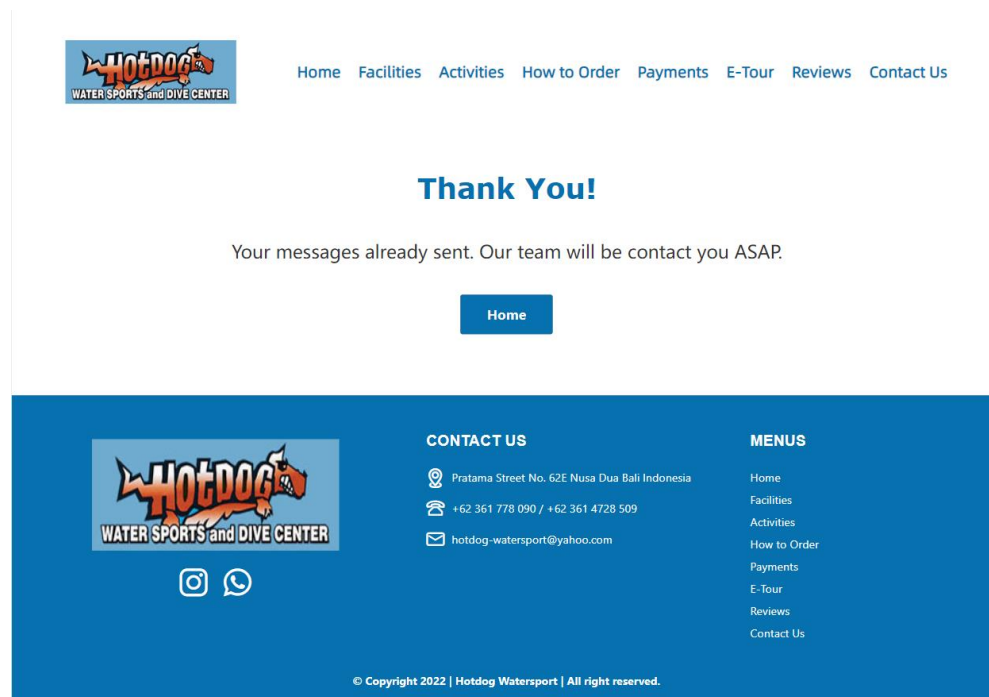 HOTDOG
WATER SPORTS and DIVE CENTER
Home Facilities Activities How to Order Payments E-Tour Reviews Contact Us
Thank You!
Your messages already sent. Our team will be contact you ASAP.
Home
HOTDOG
WATER SPORTS and DIVE CENTER
CONTACT US
Pratama Street No. 62E Nusa Dua Bali Indonesia
+62 361 778 090 / +62 361 4728 509
hotdog-watersport@yahoo.com
MENUS
Home
Facilities
Activities
How to Order
Payments
E-Tour
Reviews
Contact Us
© Copyright 2022 | Hotdog Watersport | All right reserved.